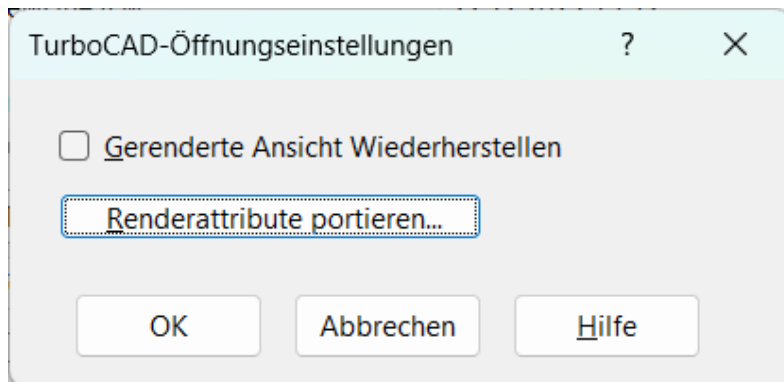 TurboCAD-Öffnungseinstellungen ?
Gerenderte Ansicht Wiederherstellen
Renderattribute portieren...
OK Abbrechen Hilfe